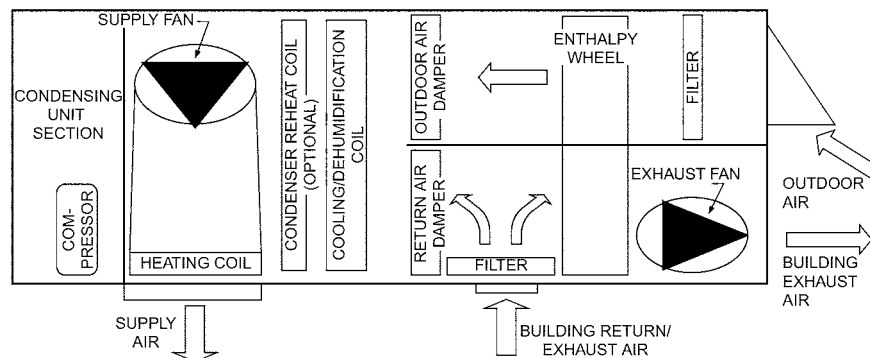 SUPPLY FAN
CONDENSING
UNIT
SECTION
COM-
PRESSOR
HEATING COIL
CONDENSER REHEAT COIL
(OPTIONAL)
COOLING/DEHUMIDIFICATION
COIL
OUTDOOR AIR
DAMPER
RETURN AIR
DAMPER
ENTHALPY
WHEEL
FILTER
FILTER
EXHAUST FAN
OUTDOOR
AIR
BUILDING
EXHAUST
AIR
SUPPLY
AIR
BUILDING RETURN/
EXHAUST AIR